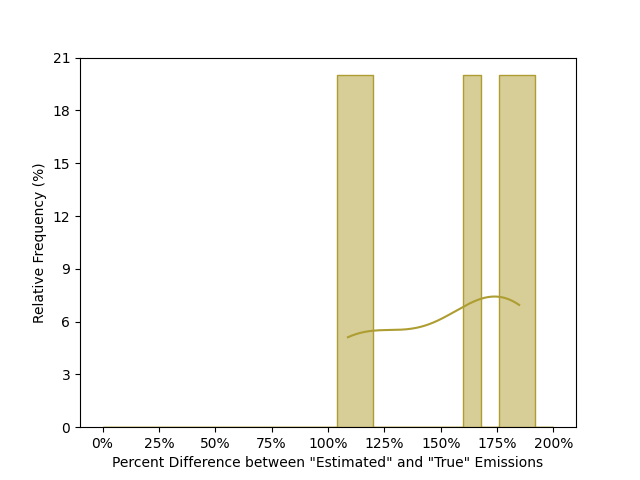 21
18
15
12
9
6
3
0
Relative Frequency (%)
0% 25% 50% 75% 100% 125% 150% 175% 200%
Percent Difference between "Estimated" and "True" Emissions